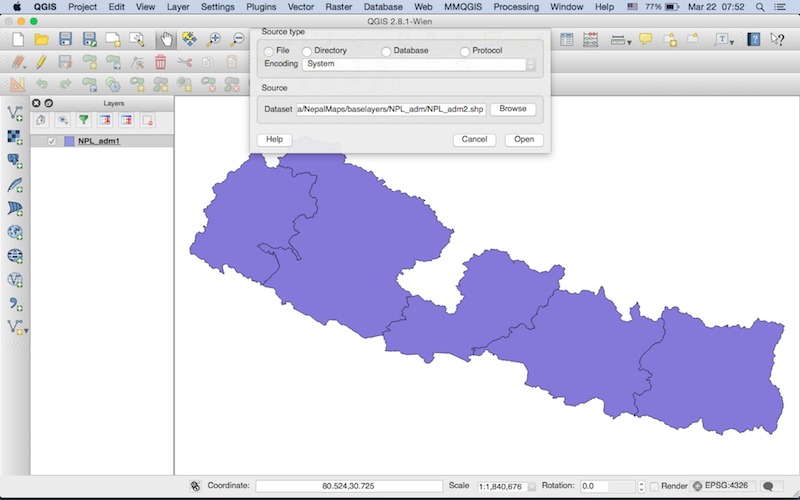 QGIS Project Edit View Layer Settings Plugins Vector Raster Database Web MMQGIS Processing Window Help 77% Mar 22 07:52
QGIS 2.8.1-Wien
Source type
File Directory Database Protocol
Encoding System
Source
Dataset a/NepalMaps/baselayers/NPL_adm/NPL_adm2.shp Browse
Help Cancel Open
Layers
NPL_adm1
Coordinate: 80.524,30.725 Scale 1:1,840,676 Rotation: 0.0 Render EPSG:4326